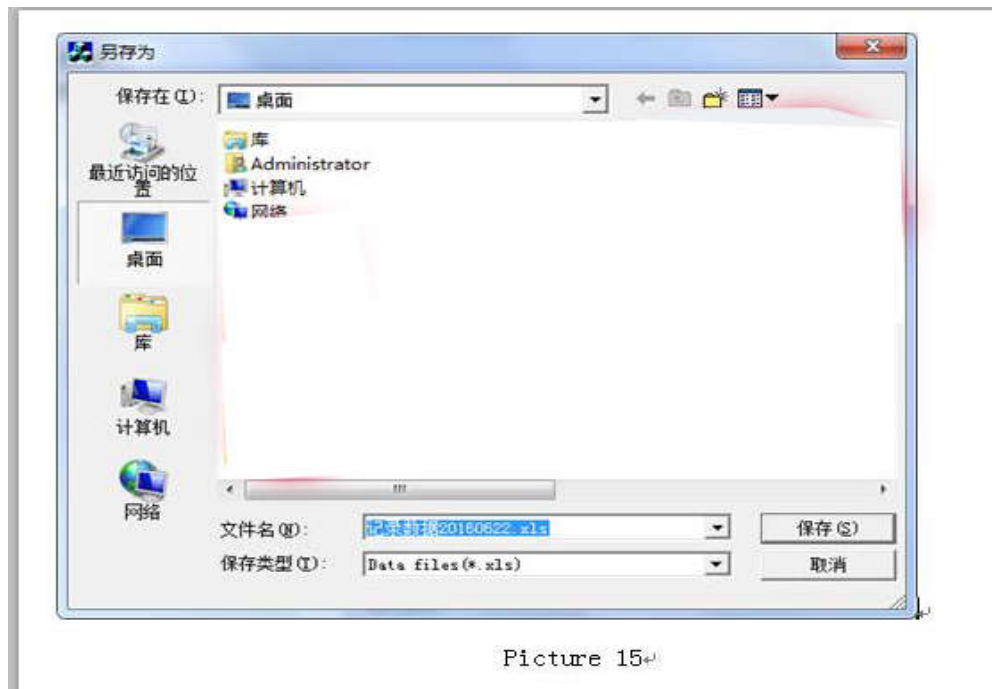 另存为
保存在(I):
桌面
最近访问的位
置
桌面
库
计算机
网络
库
Administrator
计算机
网络
文件名(N):
记录数据20160622.xls
保存(S)
保存类型(T):
Data files(*.xls)
取消
Picture 15